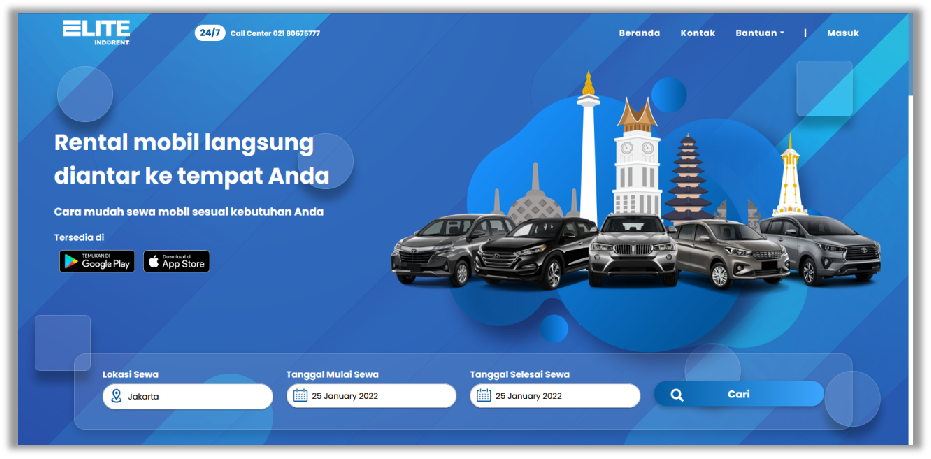 ELITE
INDORENT
24/7 Call Center 021 80675777
Beranda Kontak Bantuan | Masuk
Rental mobil langsung
diantar ke tempat Anda
Cara mudah sewa mobil sesuai kebutuhan Anda
Tersedia di
TEMUKAN DI
Google Play
Download di
App Store
Lokasi Sewa Tanggal Mulai Sewa Tanggal Selesai Sewa
Jakarta 25 January 2022 25 January 2022 Cari